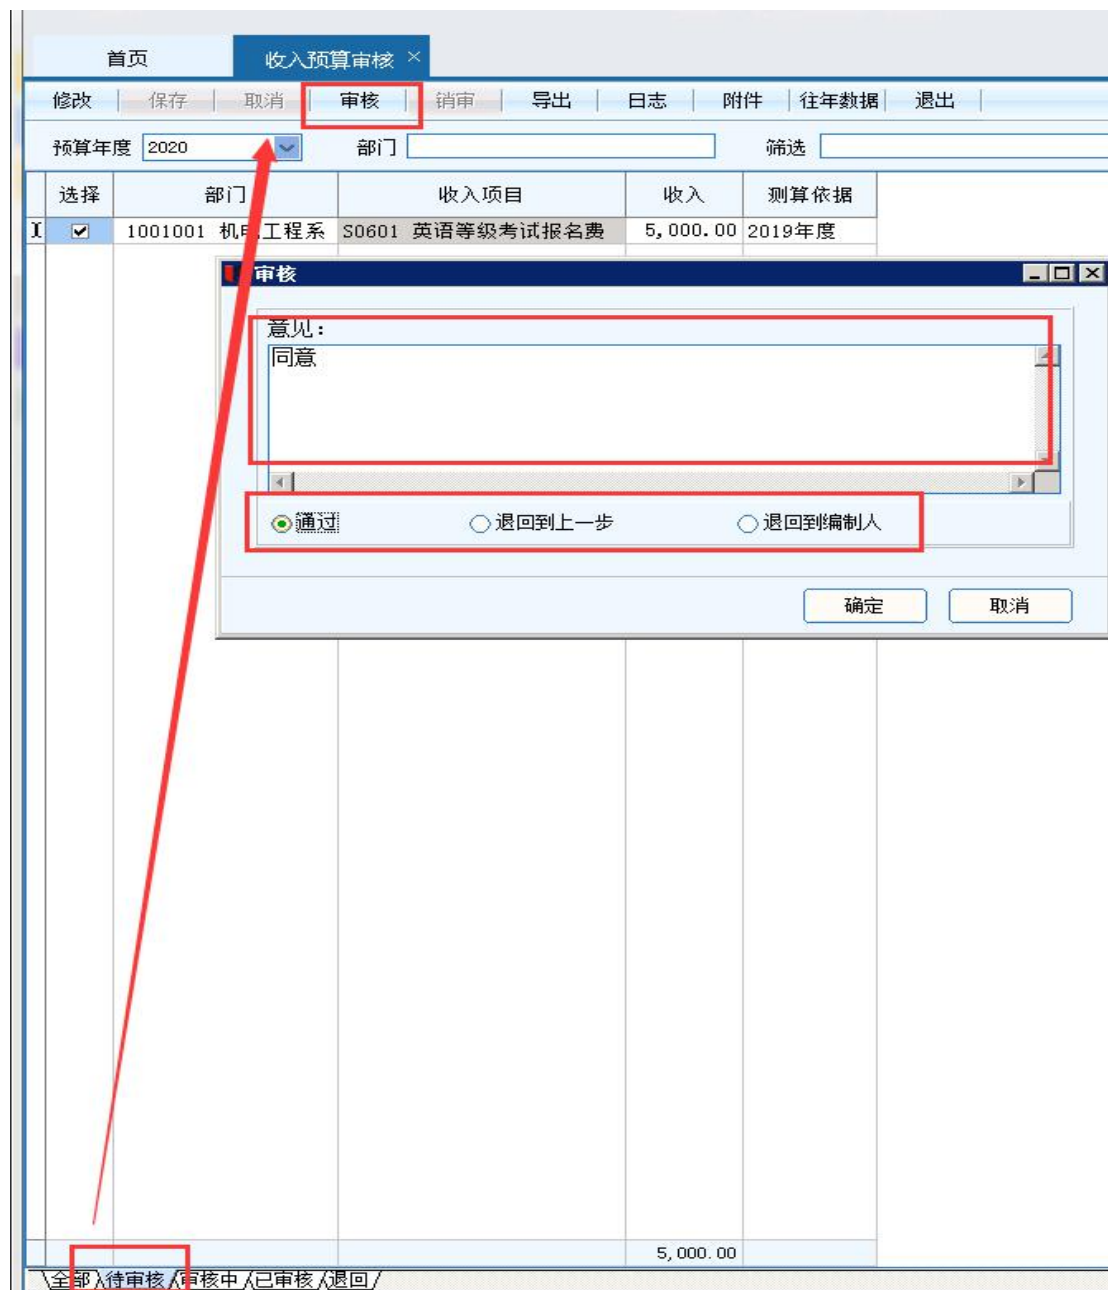 首页 收入预算审核 ×
修改 保存 取消 审核 销审 导出 日志 附件 往年数据 退出
预算年度 2020 部门 筛选
选择 部门 收入项目 收入 测算依据
1001001 机电工程系 S0601 英语等级考试报名费 5,000.00 2019年度
审核
意见:
同意
通过 退回到上一步 退回到编制人
确定 取消
5,000.00
全部 待审核 审核中 已审核 退回